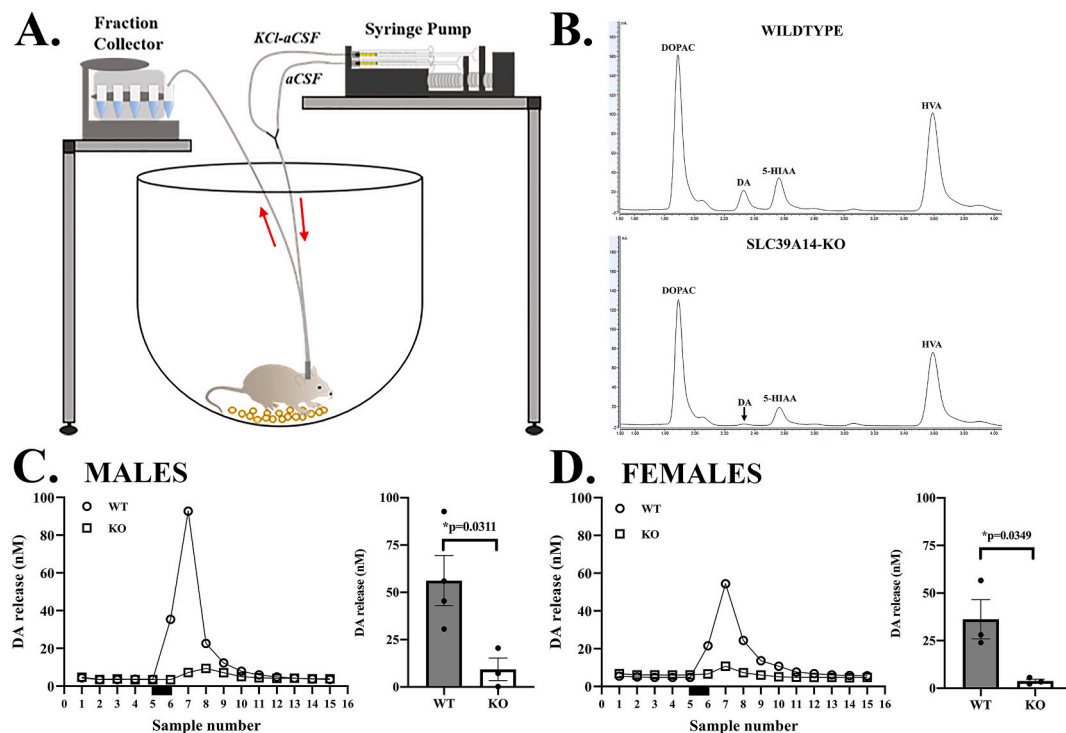 A.
Fraction
Collector
KCl-aCSF
aCSF
Syringe Pump
B.
WILDTYPE
DOPAC
DA
5-HIAA
HVA
SLC39A14-KO
DOPAC
DA
5-HIAA
HVA
C. MALES
DA release (nM)
100
80
60
40
20
0
WT
KO
0 1 2 3 4 5 6 7 8 9 10 11 12 13 14 15 16
Sample number
DA release (nM)
100
75
50
25
0
*p=0.0311
WT KO
D. FEMALES
DA release (nM)
100
80
60
40
20
0
WT
KO
0 1 2 3 4 5 6 7 8 9 10 11 12 13 14 15 16
Sample number
DA release (nM)
100
75
50
25
0
*p=0.0349
WT KO